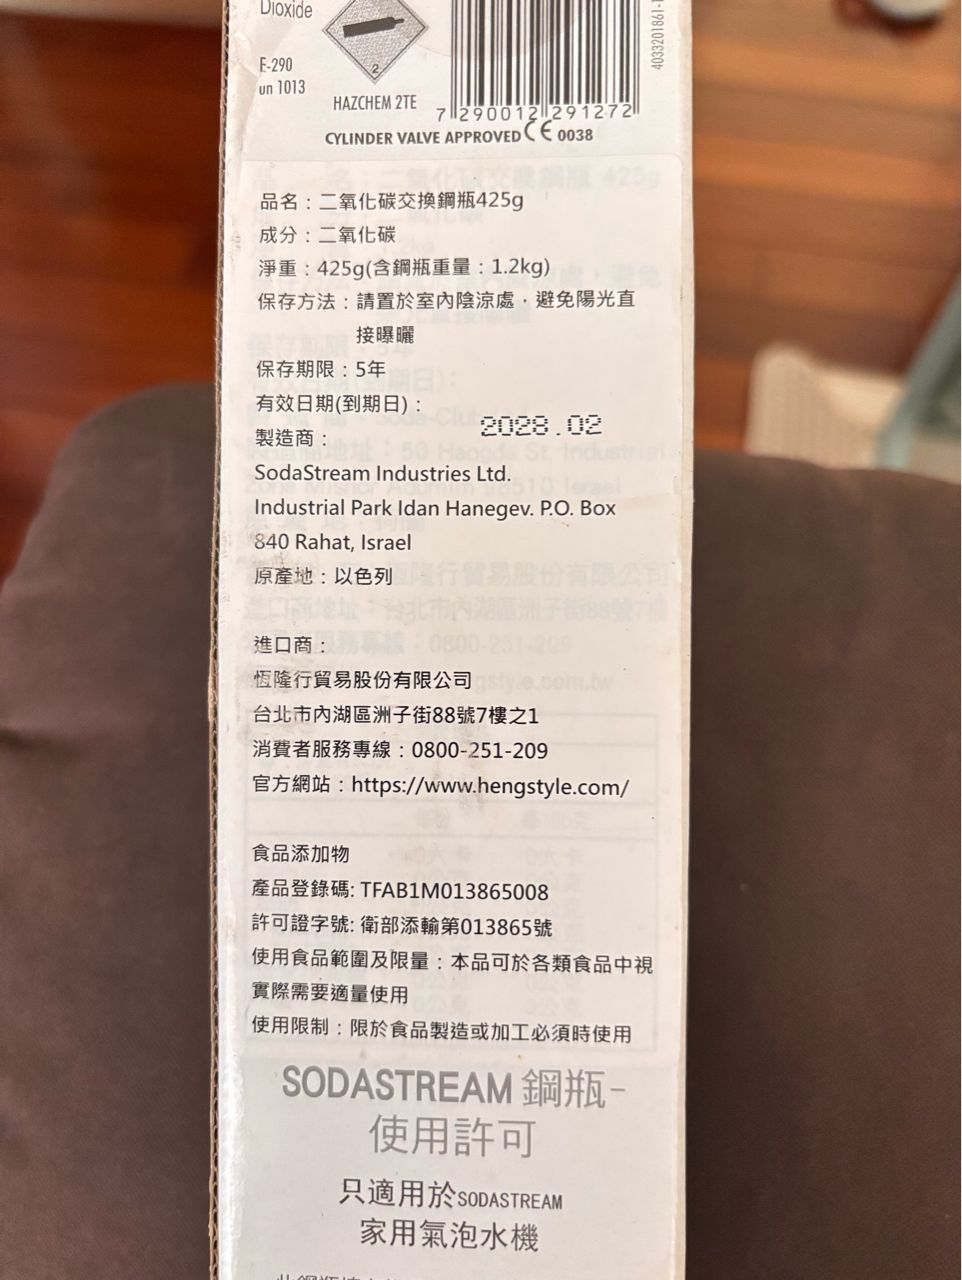 Dioxide
E-290
un 1013
2
HAZCHEM 2TE
7 290012 291272
CYLINDER VALVE APPROVED CE 0038
品名：二氧化碳交換鋼瓶425g
成分：二氧化碳
淨重：425g(含鋼瓶重量：1.2kg)
保存方法：請置於室內陰涼處，避免陽光直
接曝曬
保存期限：5年
有效日期(到期日)：
2028.02
製造商：
SodaStream Industries Ltd.
Industrial Park Idan Hanegev. P.O. Box
840 Rahat, Israel
原產地：以色列
進口商：
恆隆行貿易股份有限公司
台北市內湖區洲子街88號7樓之1
消費者服務專線：0800-251-209
官方網站：https://www.hengstyle.com/
食品添加物
產品登錄碼: TFAB1M013865008
許可證字號: 衛部添輸第013865號
使用食品範圍及限量：本品可於各類食品中視
實際需要適量使用
使用限制：限於食品製造或加工必須時使用
SODASTREAM 鋼瓶-
使用許可
只適用於SODASTREAM
家用氣泡水機